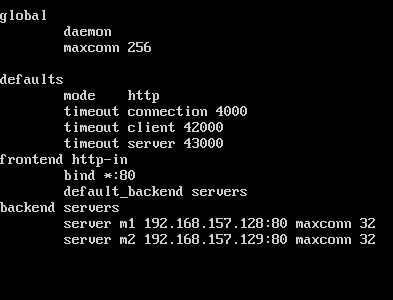 global
        daemon
        maxconn 256

defaults
        mode    http
        timeout connection 4000
        timeout client 42000
        timeout server 43000
frontend http-in
        bind *:80
        default_backend servers
backend servers
        server m1 192.168.157.128:80 maxconn 32
        server m2 192.168.157.129:80 maxconn 32